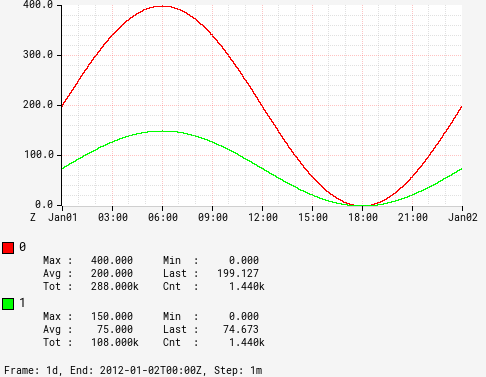 400.0
300.0
200.0
100.0
0.0
Z Jan01 03:00 06:00 09:00 12:00 15:00 18:00 21:00 Jan02
0
Max : 400.000 Min : 0.000
Avg : 200.000 Last : 199.127
Tot : 288.000k Cnt : 1.440k
1
Max : 150.000 Min : 0.000
Avg : 75.000 Last : 74.673
Tot : 108.000k Cnt : 1.440k
Frame: 1d, End: 2012-01-02T00:00Z, Step: 1m